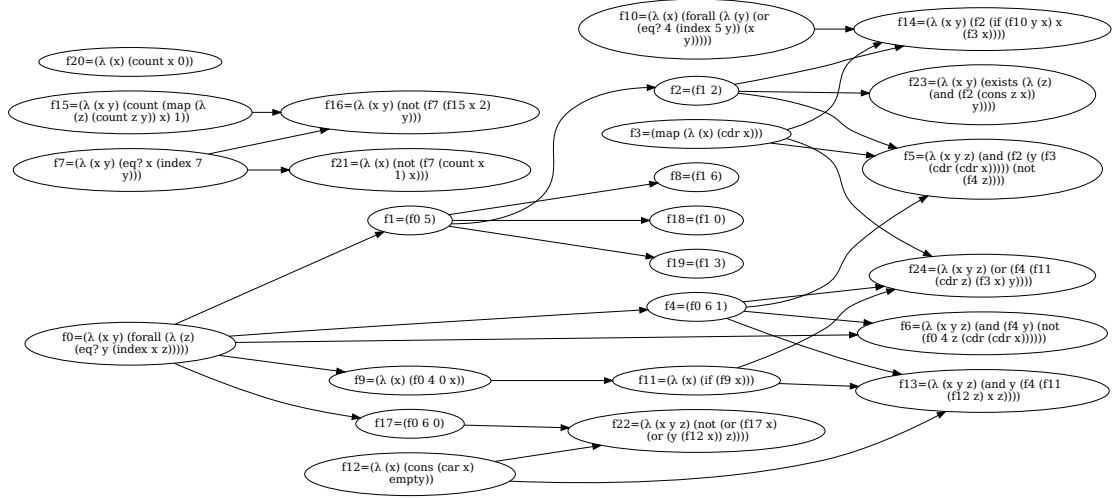 f10=(λ (x) (forall (λ (y) (or
(eq? 4 (index 5 y)) (x
y)))))
f14=(λ (x y) (f2 (if (f10 y x) x
(f3 x))))
f20=(λ (x) (count x 0))
f2=(f1 2)
f23=(λ (x y) (exists (λ (z)
(and (f2 (cons z x))
y))))
f15=(λ (x y) (count (map (λ
(z) (count z y)) x) 1))
f16=(λ (x y) (not (f7 (f15 x 2)
y)))
f3=(map (λ (x) (cdr x)))
f5=(λ (x y z) (and (f2 (y (f3
(cdr (cdr x))))) (not
(f4 z))))
f7=(λ (x y) (eq? x (index 7
y)))
f21=(λ (x) (not (f7 (count x
1) x)))
f8=(f1 6)
f1=(f0 5)
f18=(f1 0)
f19=(f1 3)
f24=(λ (x y z) (or (f4 (f11
(cdr z) (f3 x) y))))
f4=(f0 6 1)
f6=(λ (x y z) (and (f4 y) (not
(f0 4 z (cdr (cdr x))))))
f0=(λ (x y) (forall (λ (z)
(eq? y (index x z)))))
f9=(λ (x) (f0 4 0 x))
f11=(λ (x) (if (f9 x)))
f13=(λ (x y z) (and y (f4 (f11
(f12 z) x z))))
f17=(f0 6 0)
f22=(λ (x y z) (not (or (f17 x)
(or (y (f12 x)) z))))
f12=(λ (x) (cons (car x)
empty))